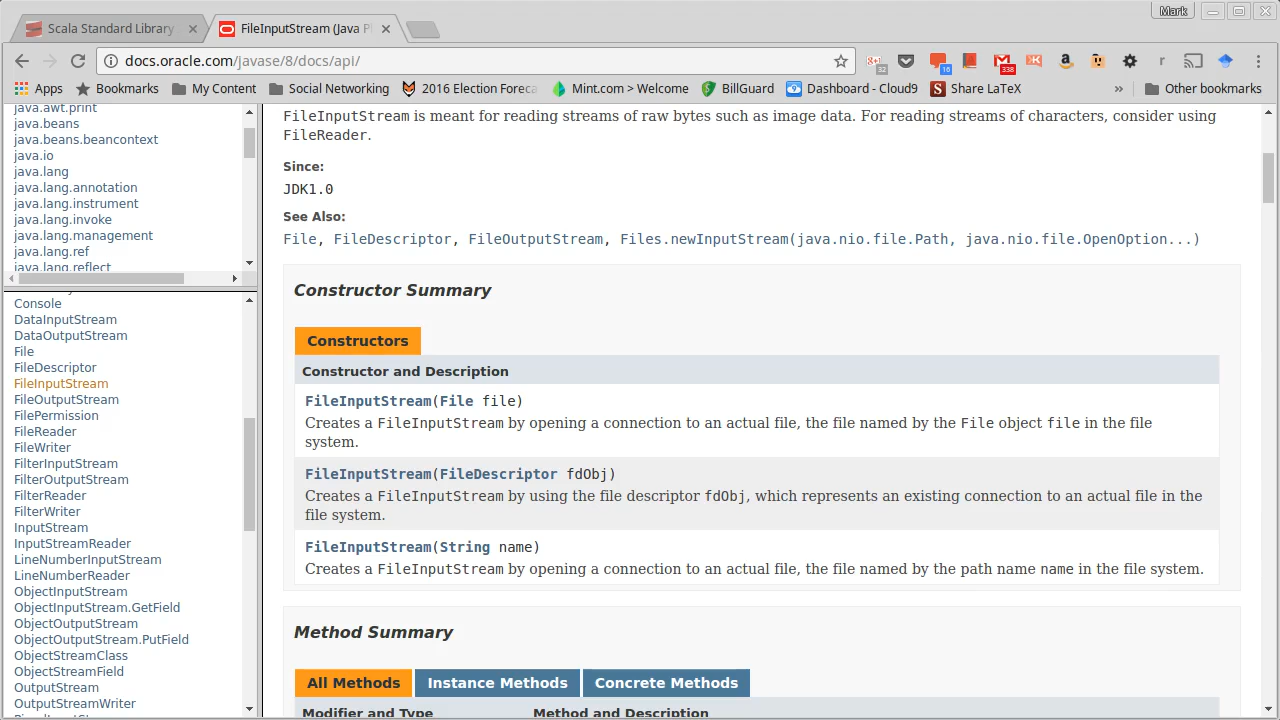 Mark
Scala Standard Library
FileInputStream (Java P
docs.oracle.com/javase/8/docs/api/
g+1
32
16
338
r
Apps
Bookmarks
My Content
Social Networking
2016 Election Foreca
Mint.com > Welcome
BillGuard
Dashboard - Cloud9
Share LaTeX
»
Other bookmarks
java.awt.print
java.beans
java.beans.beancontext
java.io
java.lang
java.lang.annotation
java.lang.instrument
java.lang.invoke
java.lang.management
java.lang.ref
java.lang.reflect
Console
DataInputStream
DataOutputStream
File
FileDescriptor
FileInputStream
FileOutputStream
FilePermission
FileReader
FileWriter
FilterInputStream
FilterOutputStream
FilterReader
FilterWriter
InputStream
InputStreamReader
LineNumberInputStream
LineNumberReader
ObjectInputStream
ObjectInputStream.GetField
ObjectOutputStream
ObjectOutputStream.PutField
ObjectStreamClass
ObjectStreamField
OutputStream
OutputStreamWriter
FileInputStream is meant for reading streams of raw bytes such as image data. For reading streams of characters, consider using
FileReader.
Since:
JDK1.0
See Also:
File, FileDescriptor, FileOutputStream, Files.newInputStream(java.nio.file.Path, java.nio.file.OpenOption...)
Constructor Summary
Constructors
Constructor and Description
FileInputStream(File file)
Creates a FileInputStream by opening a connection to an actual file, the file named by the File object file in the file
system.
FileInputStream(FileDescriptor fdObj)
Creates a FileInputStream by using the file descriptor fdObj, which represents an existing connection to an actual file in the
file system.
FileInputStream(String name)
Creates a FileInputStream by opening a connection to an actual file, the file named by the path name name in the file system.
Method Summary
All Methods
Instance Methods
Concrete Methods
Modifier and Type
Method and Description